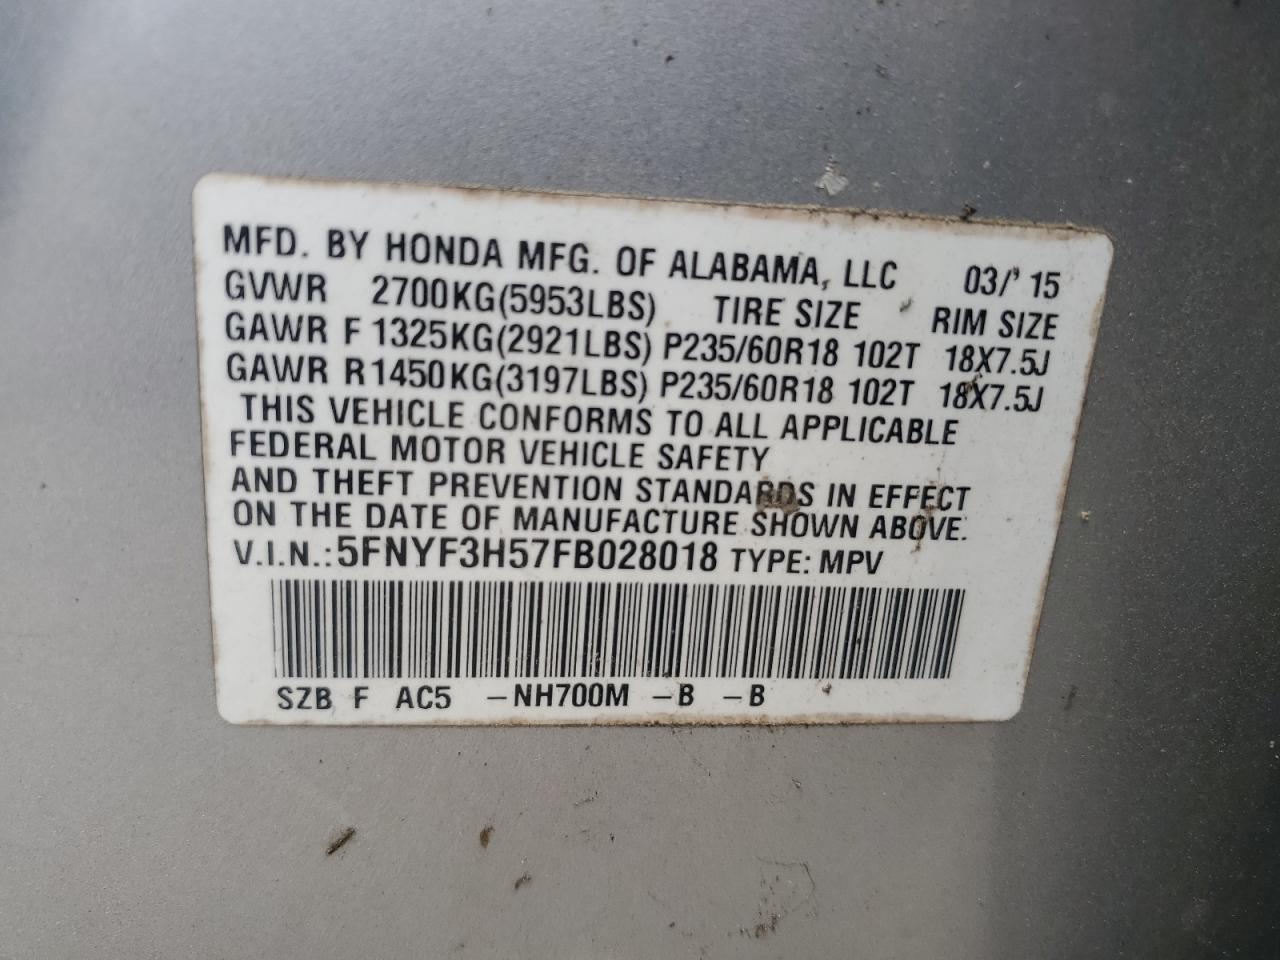 MFD. BY HONDA MFG. OF ALABAMA, LLC 03/'15
GVWR 2700KG(5953LBS) TIRE SIZE RIM SIZE
GAWR F 1325KG(2921LBS) P235/60R18 102T 18X7.5J
GAWR R1450KG(3197LBS) P235/60R18 102T 18X7.5J
THIS VEHICLE CONFORMS TO ALL APPLICABLE
FEDERAL MOTOR VEHICLE SAFETY
AND THEFT PREVENTION STANDARDS IN EFFECT
ON THE DATE OF MANUFACTURE SHOWN ABOVE.
V.I.N.: 5FNYF3H57FB028018 TYPE: MPV
SZB F AC5 –NH700M –B –B